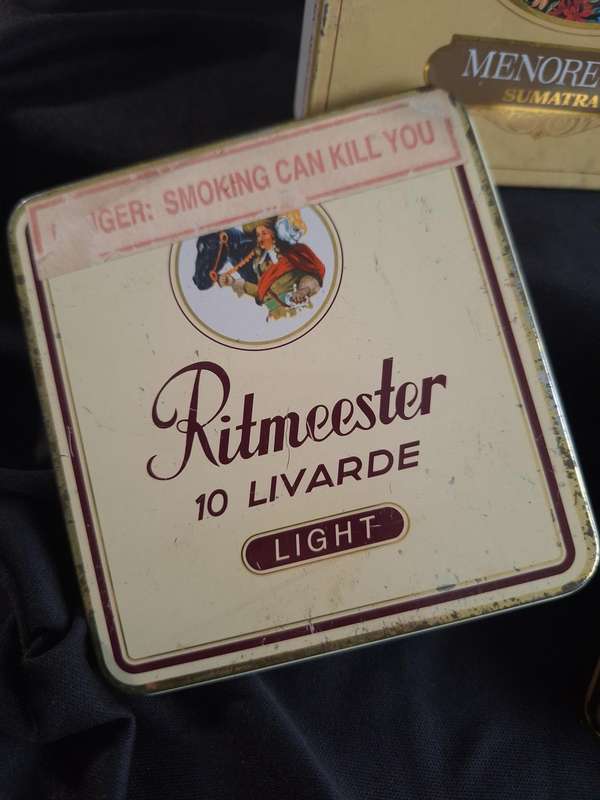 MENORE
SUMATRA
GER: SMOKING CAN KILL YOU
Ritmeester
10 LIVARDE
LIGHT